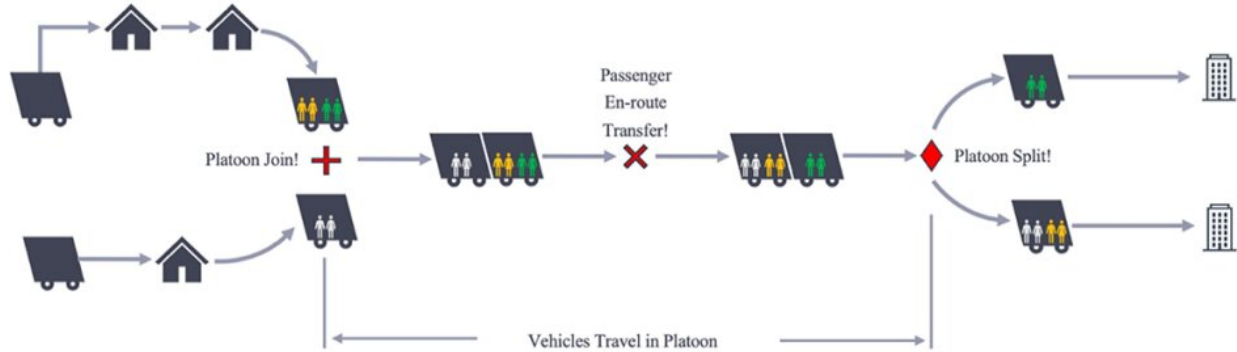 Passenger
En-route
Transfer!
Platoon Join!
Platoon Split!
Vehicles Travel in Platoon